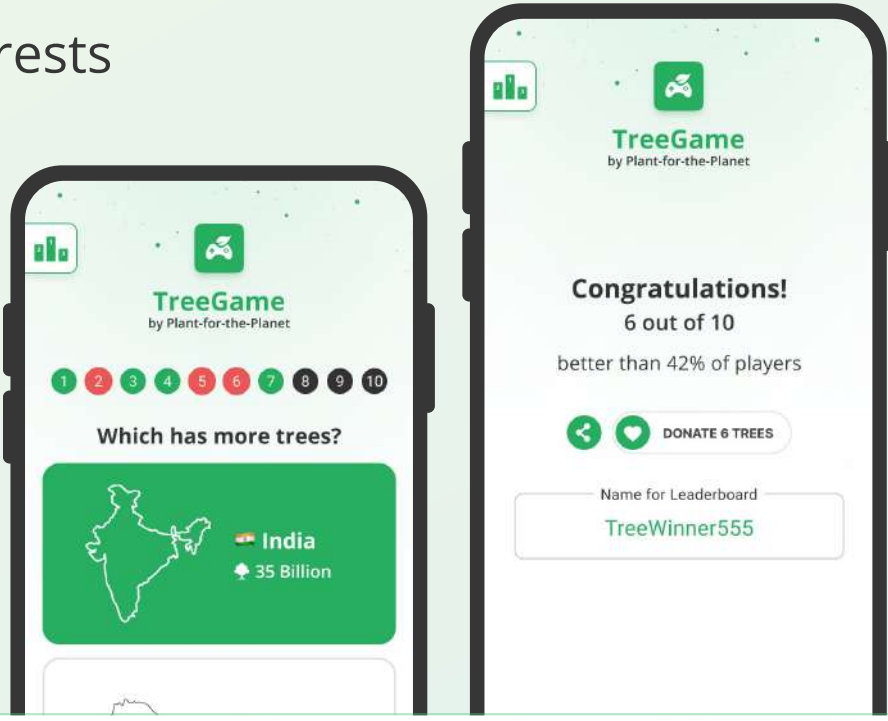 rests
TreeGame
by Plant-for-the-Planet
1 2 3 4 5 6 7 8 9 10
Which has more trees?
India
35 Billion
TreeGame
by Plant-for-the-Planet
Congratulations!
6 out of 10
better than 42% of players
DONATE 6 TREES
Name for Leaderboard
TreeWinner555